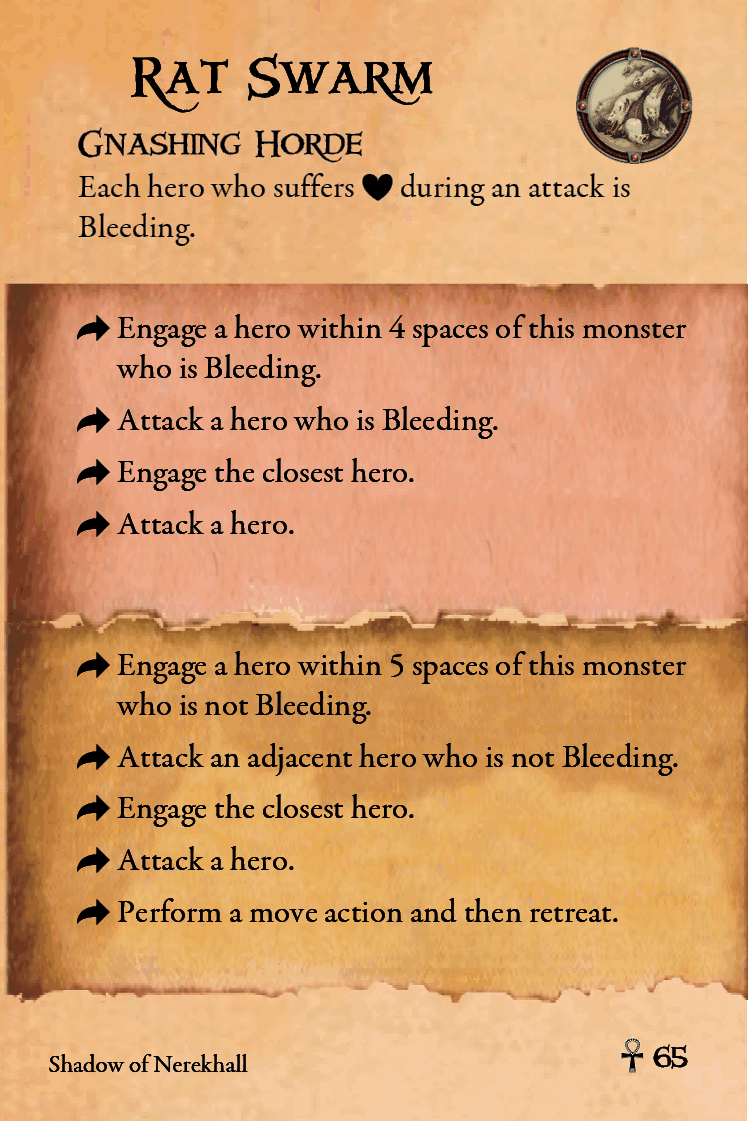 Rat Swarm
Gnashing Horde
Each hero who suffers ♥ during an attack is
Bleeding.
Engage a hero within 4 spaces of this monster
who is Bleeding.
Attack a hero who is Bleeding.
Engage the closest hero.
Attack a hero.
Engage a hero within 5 spaces of this monster
who is not Bleeding.
Attack an adjacent hero who is not Bleeding.
Engage the closest hero.
Attack a hero.
Perform a move action and then retreat.
Shadow of Nerekhall
☥ 65